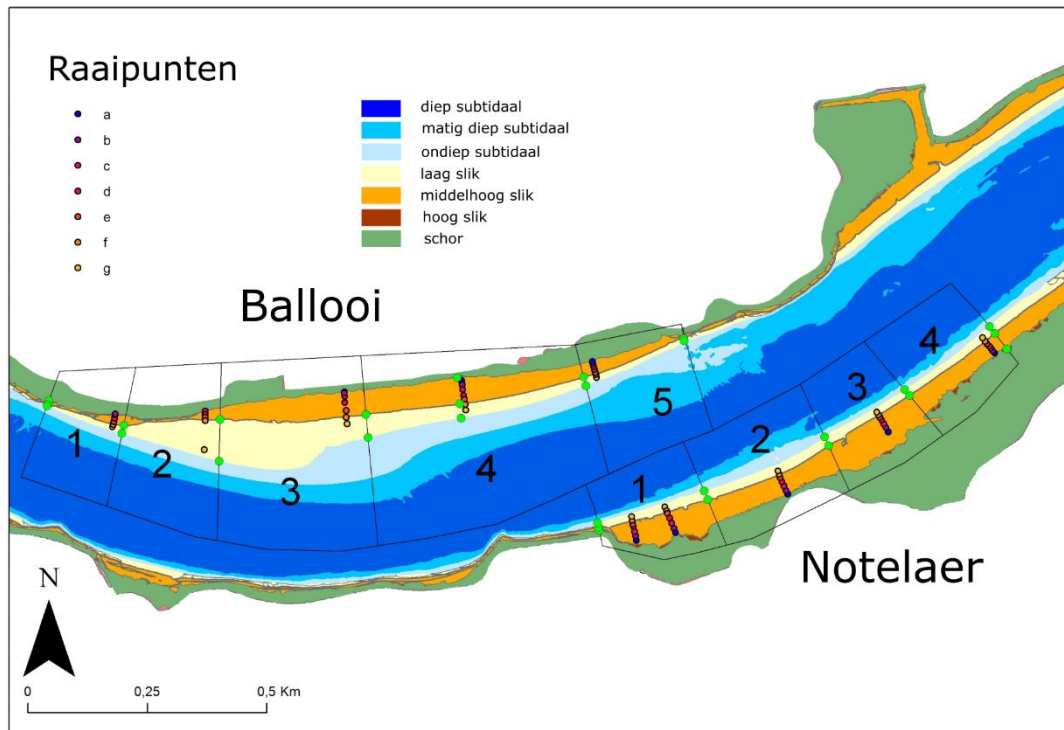 Raaipunten
a
b
c
d
e
f
g
diep subtidaal
matig diep subtidaal
ondiep subtidaal
laag slik
middelhoog slik
hoog slik
schor
Ballooi
1
2
3
4
5
1
2
3
4
Notelaer
N
0
0,25
0,5 Km